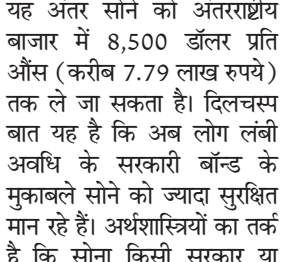 यह अंतर सोने को अंतरराष्ट्रीय
बाजार में 8,500 डॉलर प्रति
औंस (करीब 7.79 लाख रुपये)
तक ले जा सकता है। दिलचस्प
बात यह है कि अब लोग लंबी
अवधि के सरकारी बॉन्ड के
मुकाबले सोने को ज्यादा सुरक्षित
मान रहे हैं। अर्थशास्त्रियों का तर्क
है कि सोना किसी सरकार या